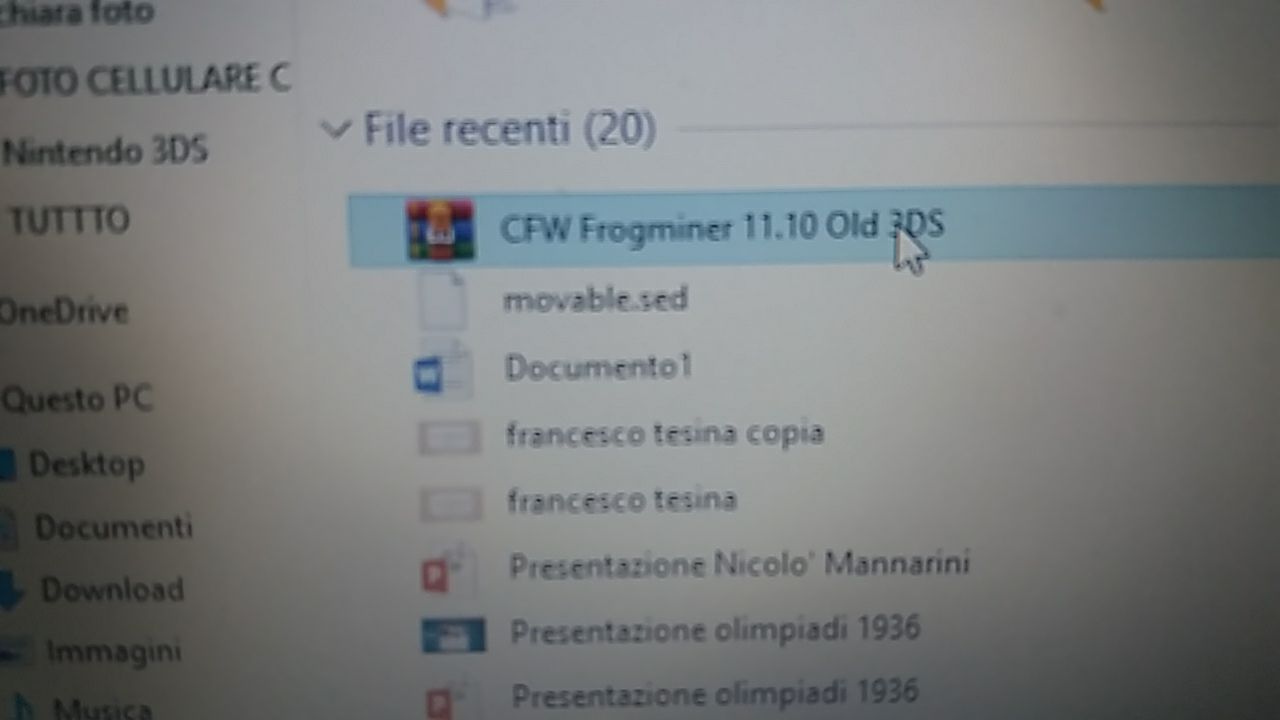 chiara foto
FOTO CELLULARE C
Nintendo 3DS
TUTTTO
OneDrive
Questo PC
Desktop
Documenti
Download
Immagini
Musica
File recenti (20)
CFW Frogminer 11.10 Old 3DS
movable.sed
Documento1
francesco tesina copia
francesco tesina
Presentazione Nicolo' Mannarini
Presentazione olimpiadi 1936
Presentazione olimpiadi 1936